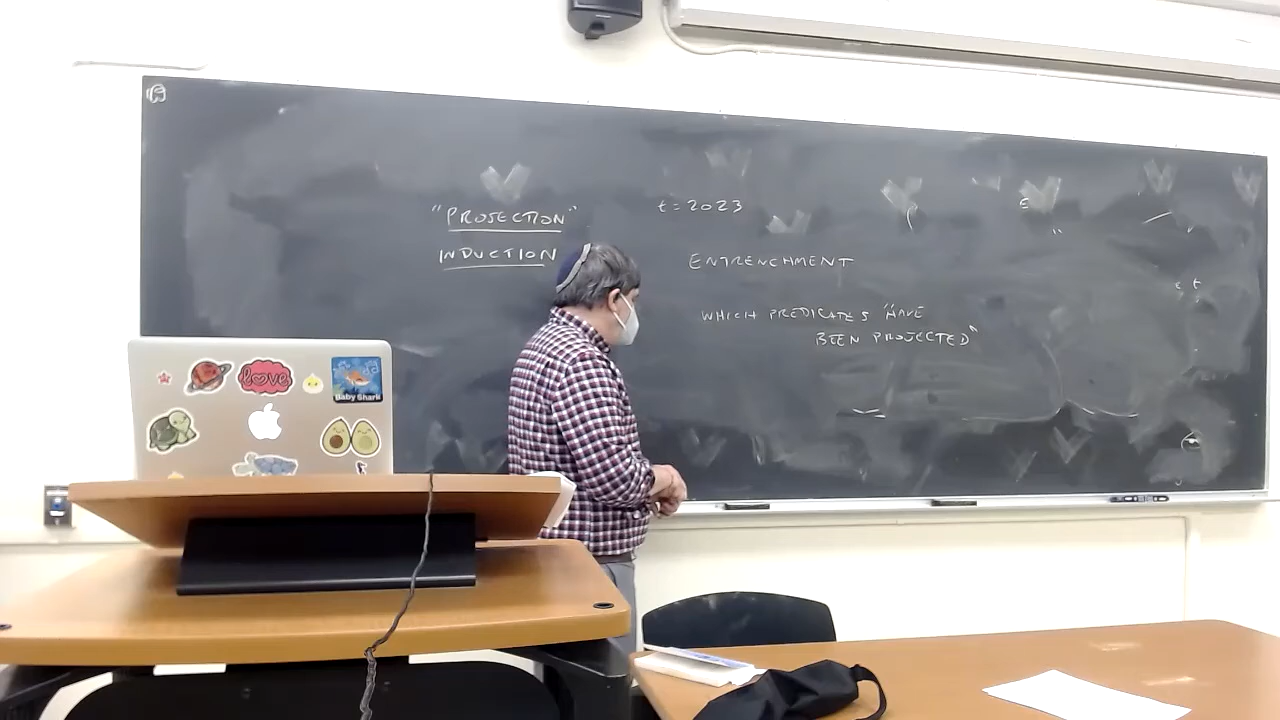 "PROJECTION"
INDUCTION
t = 2023
ENTRENCHMENT
WHICH PREDICATES "HAVE
BEEN PROJECTED"
love
Baby Shark